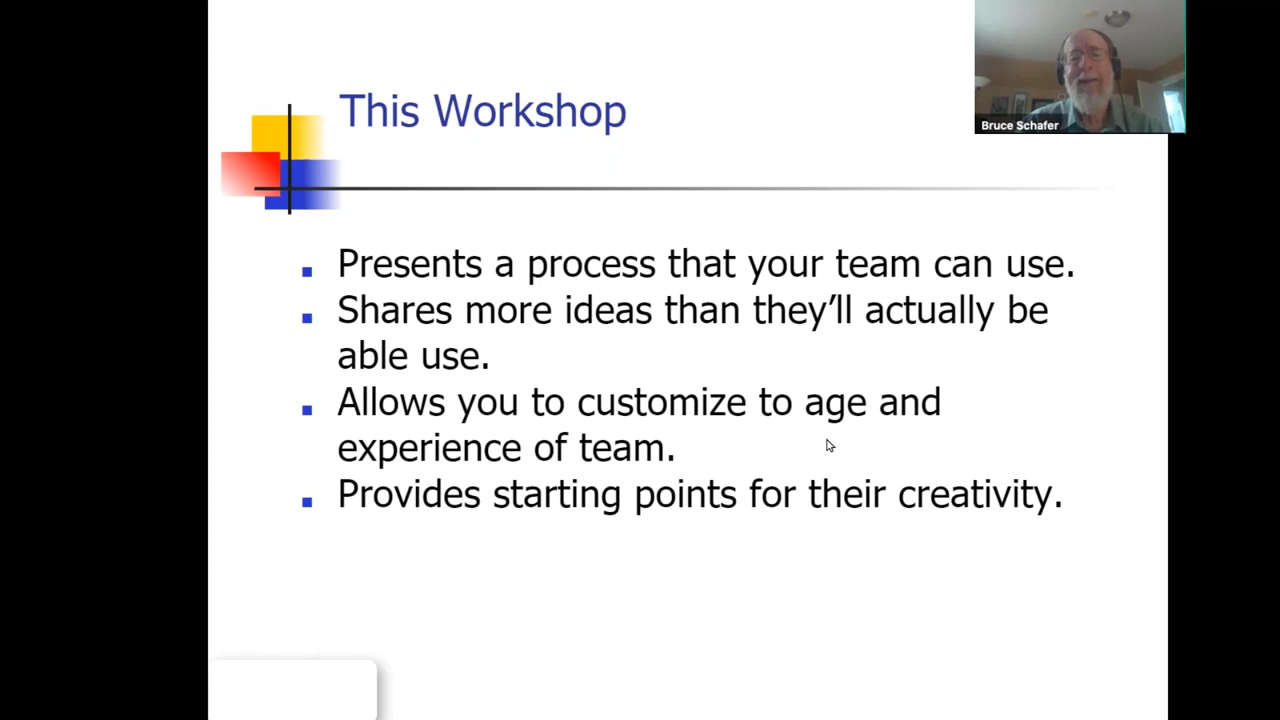 This Workshop
Bruce Schafer
Presents a process that your team can use.
Shares more ideas than they'll actually be
able use.
Allows you to customize to age and
experience of team.
Provides starting points for their creativity.